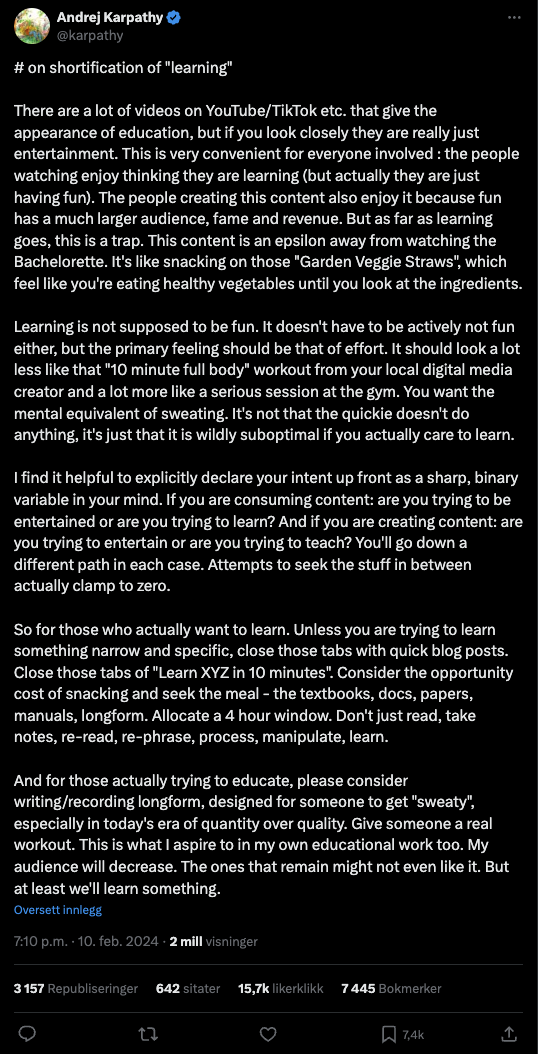 Andrej Karpathy
@karpathy
# on shortification of "learning"
There are a lot of videos on YouTube/TikTok etc. that give the
appearance of education, but if you look closely they are really just
entertainment. This is very convenient for everyone involved : the people
watching enjoy thinking they are learning (but actually they are just
having fun). The people creating this content also enjoy it because fun
has a much larger audience, fame and revenue. But as far as learning
goes, this is a trap. This content is an epsilon away from watching the
Bachelorette. It's like snacking on those "Garden Veggie Straws", which
feel like you're eating healthy vegetables until you look at the ingredients.
Learning is not supposed to be fun. It doesn't have to be actively not fun
either, but the primary feeling should be that of effort. It should look a lot
less like that "10 minute full body" workout from your local digital media
creator and a lot more like a serious session at the gym. You want the
mental equivalent of sweating. It's not that the quickie doesn't do
anything, it's just that it is wildly suboptimal if you actually care to learn.
I find it helpful to explicitly declare your intent up front as a sharp, binary
variable in your mind. If you are consuming content: are you trying to be
entertained or are you trying to learn? And if you are creating content: are
you trying to entertain or are you trying to teach? You'll go down a
different path in each case. Attempts to seek the stuff in between
actually clamp to zero.
So for those who actually want to learn. Unless you are trying to learn
something narrow and specific, close those tabs with quick blog posts.
Close those tabs of "Learn XYZ in 10 minutes". Consider the opportunity
cost of snacking and seek the meal - the textbooks, docs, papers,
manuals, longform. Allocate a 4 hour window. Don't just read, take
notes, re-read, re-phrase, process, manipulate, learn.
And for those actually trying to educate, please consider
writing/recording longform, designed for someone to get "sweaty",
especially in today's era of quantity over quality. Give someone a real
workout. This is what I aspire to in my own educational work too. My
audience will decrease. The ones that remain might not even like it. But
at least we'll learn something.
Oversett innlegg
7:10 p.m. · 10. feb. 2024 · 2 mill visninger
3 157 Republiseringer 642 sitater 15,7k likerklikk 7 445 Bokmerker
7,4k